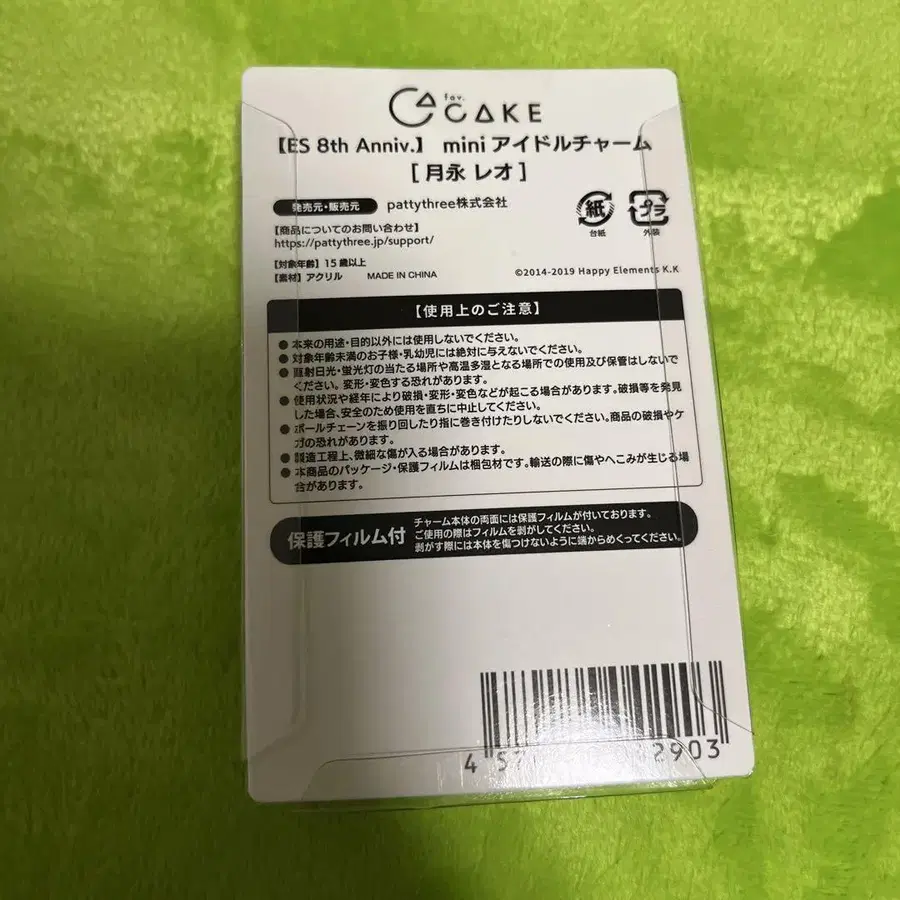 fav.
CAKE
【ES 8th Anniv.】 mini アイドルチャーム
[ 月永 レオ ]
発売元・販売元 pattythree株式会社
【商品についてのお問い合わせ】
https://pattythree.jp/support/
紙 プラ
台紙 外装
【対象年齢】15歳以上
【素材】アクリル MADE IN CHINA
©2014-2019 Happy Elements K.K
【使用上のご注意】
● 本来の用途・目的以外には使用しないでください。
● 対象年齢未満のお子様・乳幼児には絶対に与えないでください。
● 直射日光・蛍光灯の当たる場所や高温多湿となる場所での使用及び保管はしないで
ください。変形・変色する恐れがあります。
● 使用状況や経年により破損・変形・変色などが起こる場合があります。破損等を発見
した場合、安全のため使用を直ちに中止してください。
● ボールチェーンを振り回したり指に巻き付けたりしないでください。商品の破損やケ
ガの恐れがあります。
● 製造工程上、微細な傷が入る場合があります。
● 本商品のパッケージ・保護フィルムは梱包材です。輸送の際に傷やへこみが生じる場
合があります。
保護フィルム付
チャーム本体の両面には保護フィルムが付いております。
ご使用の際はフィルムを剥がしてください。
剥がす際には本体を傷つけないように端からめくってください。
2903